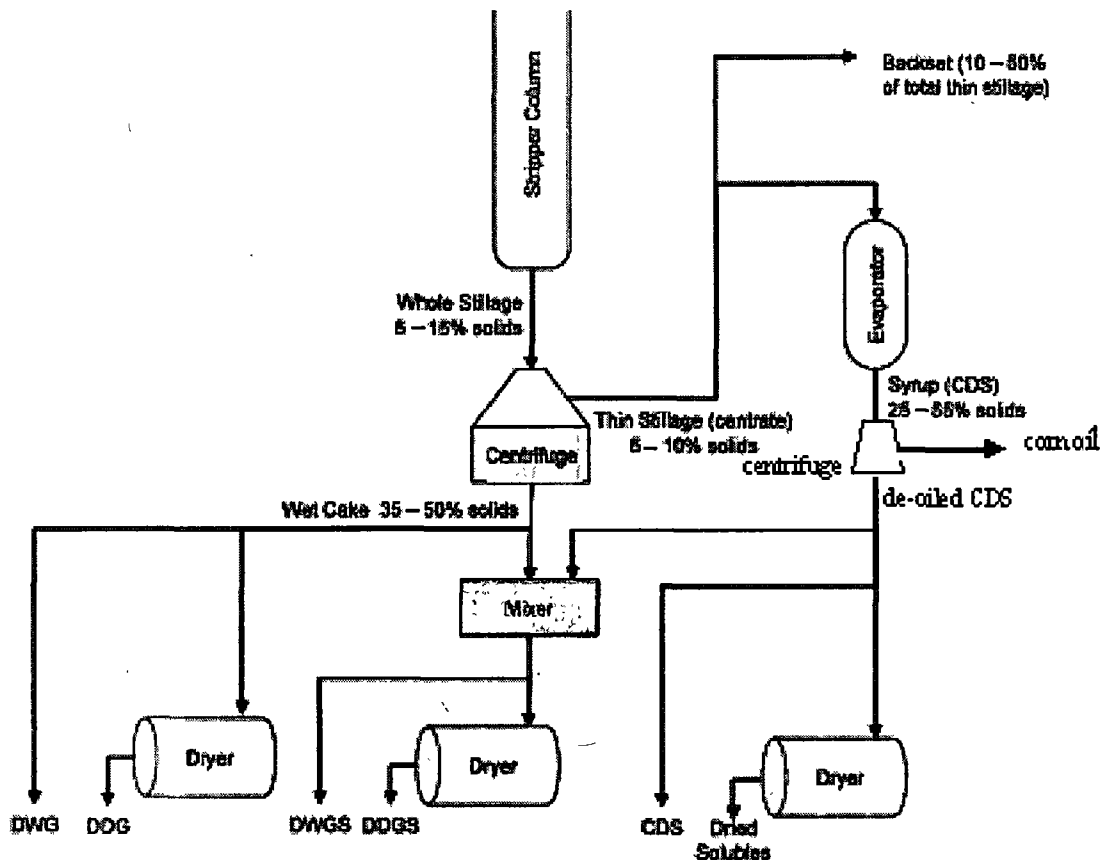 Stripper Column
Backset (10 – 50%
of total thin stillage)
Evaporator
Whole Stillage
5 – 15% solids
Syrup (CDS)
25 – 55% solids
Thin Stillage (centrate)
5 – 10% solids
Centrifuge
centrifuge
corn oil
de-oiled CDS
Wet Cake 35 – 50% solids
Mixer
Dryer
Dryer
Dryer
DWG
DDG
DWGS
DDGS
CDS
Dried
Solubles